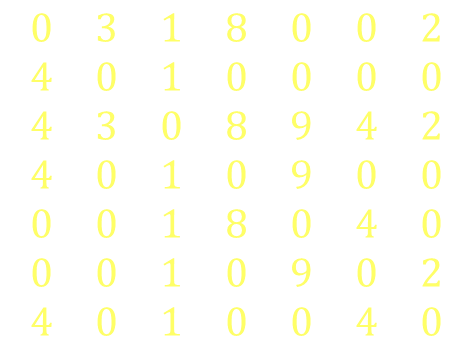 0 3 1 8 0 0 2
4 0 1 0 0 0 0
4 3 0 8 9 4 2
4 0 1 0 9 0 0
0 0 1 8 0 4 0
0 0 1 0 9 0 2
4 0 1 0 0 4 0